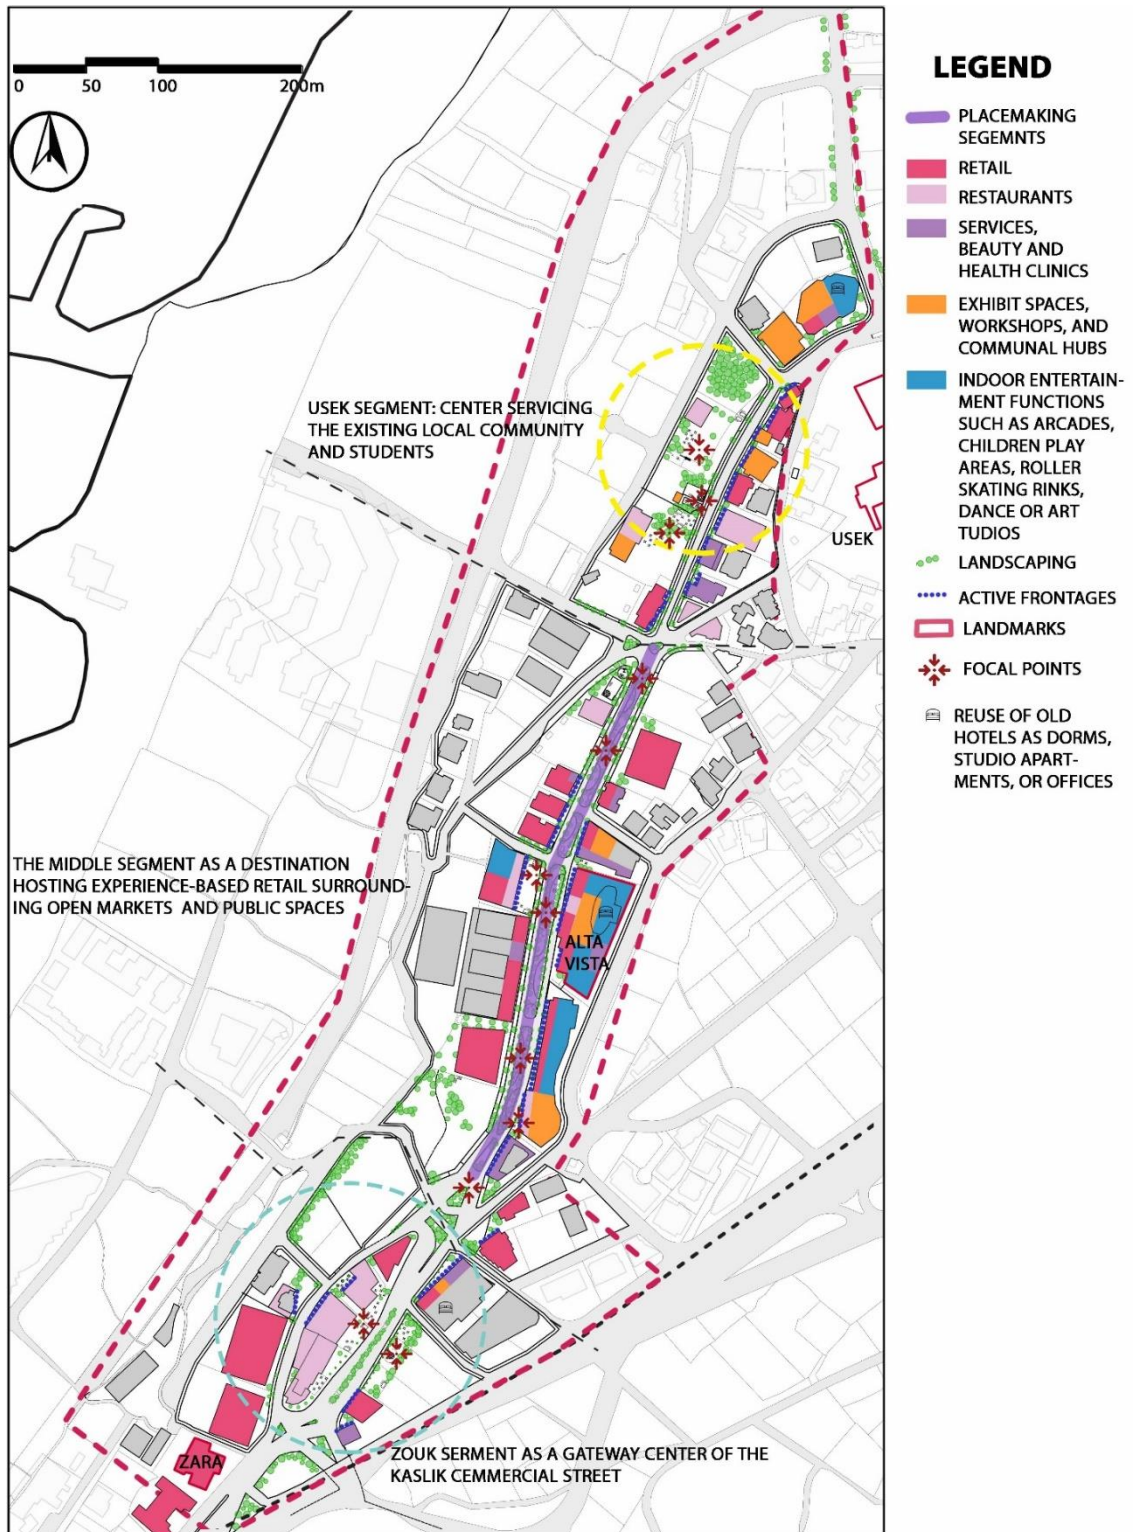 0 50 100 200m
USEK SEGMENT: CENTER SERVICING
THE EXISTING LOCAL COMMUNITY
AND STUDENTS
USEK
THE MIDDLE SEGMENT AS A DESTINATION
HOSTING EXPERIENCE-BASED RETAIL SURROUND-
ING OPEN MARKETS AND PUBLIC SPACES
ALTA
VISTA
ZOUK SERMENT AS A GATEWAY CENTER OF THE
KASLIK CEMMERCIAL STREET
ZARA
LEGEND
PLACEMAKING
SEGEMNTS
RETAIL
RESTAURANTS
SERVICES,
BEAUTY AND
HEALTH CLINICS
EXHIBIT SPACES,
WORKSHOPS, AND
COMMUNAL HUBS
INDOOR ENTERTAIN-
MENT FUNCTIONS
SUCH AS ARCADES,
CHILDREN PLAY
AREAS, ROLLER
SKATING RINKS,
DANCE OR ART
TUDIOS
LANDSCAPING
ACTIVE FRONTAGES
LANDMARKS
FOCAL POINTS
REUSE OF OLD
HOTELS AS DORMS,
STUDIO APART-
MENTS, OR OFFICES